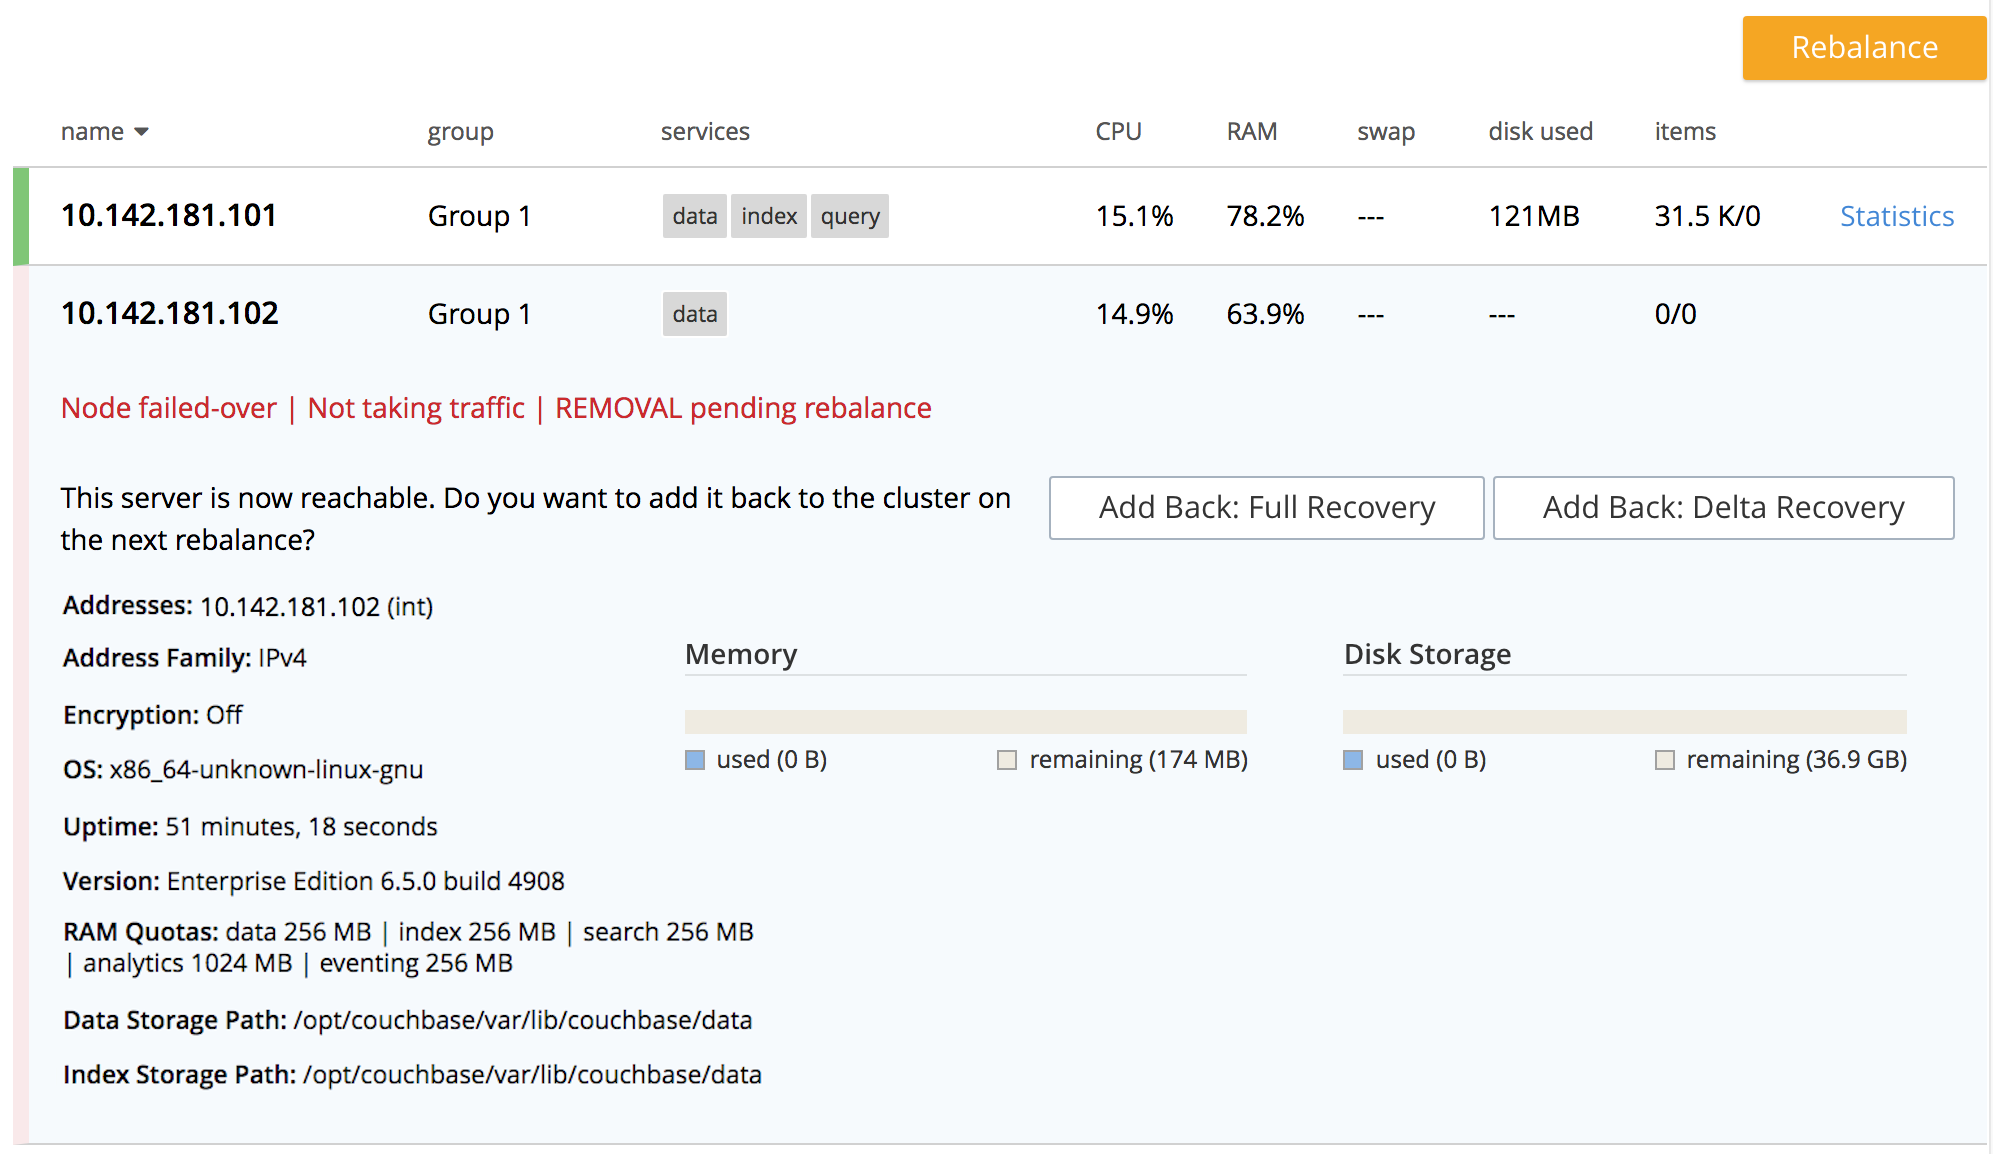 Rebalance
name group services CPU RAM swap disk used items
10.142.181.101 Group 1 data index query 15.1% 78.2% --- 121MB 31.5 K/0 Statistics
10.142.181.102 Group 1 data 14.9% 63.9% --- --- 0/0
Node failed-over | Not taking traffic | REMOVAL pending rebalance
This server is now reachable. Do you want to add it back to the cluster on
the next rebalance?
Add Back: Full Recovery Add Back: Delta Recovery
Addresses: 10.142.181.102 (int)
Address Family: IPv4
Encryption: Off
OS: x86_64-unknown-linux-gnu
Uptime: 51 minutes, 18 seconds
Version: Enterprise Edition 6.5.0 build 4908
RAM Quotas: data 256 MB | index 256 MB | search 256 MB
| analytics 1024 MB | eventing 256 MB
Data Storage Path: /opt/couchbase/var/lib/couchbase/data
Index Storage Path: /opt/couchbase/var/lib/couchbase/data
Memory
used (0 B) remaining (174 MB)
Disk Storage
used (0 B) remaining (36.9 GB)